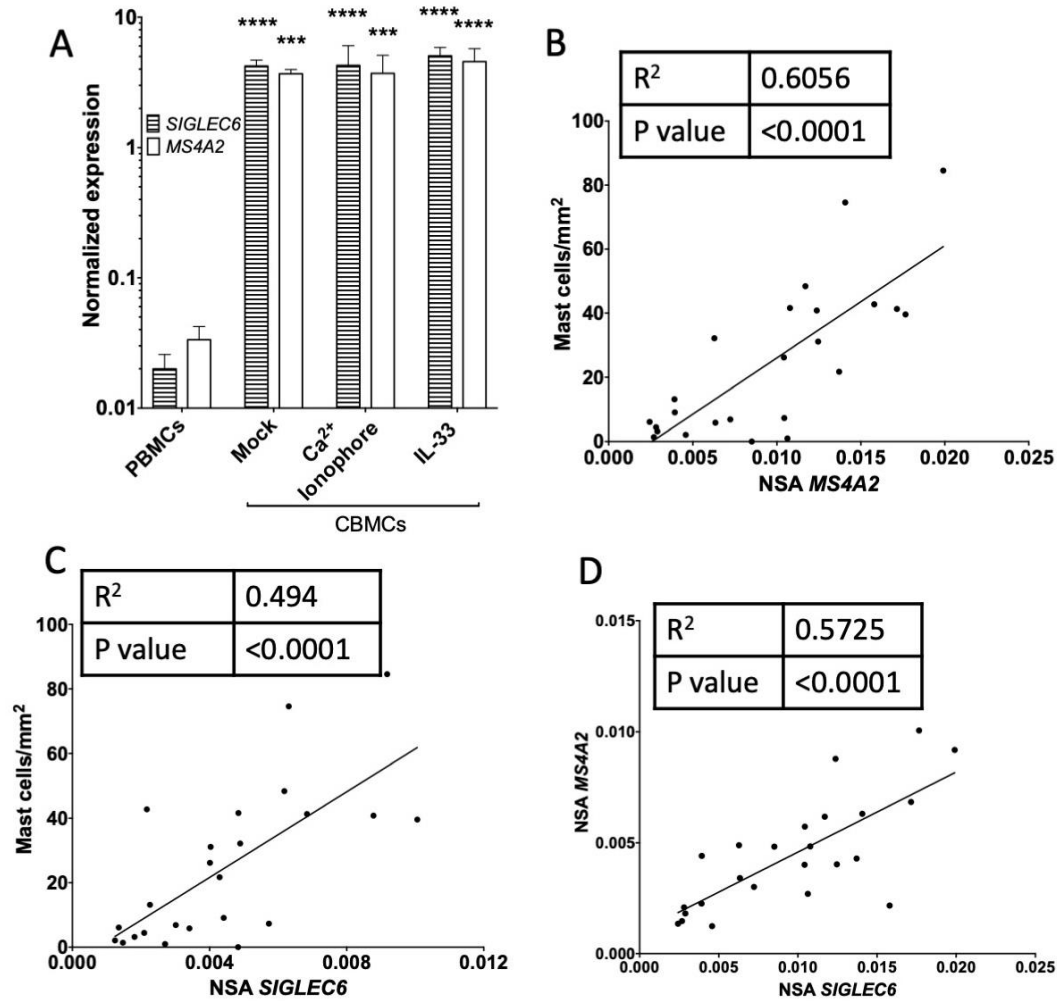 A
10
1
0.1
0.01
Normalized expression
SIGLEC6
MS4A2
**** *** **** *** **** ****
PBMCs
Mock
Ca²⁺
Ionophore
IL-33
CBMCs
B
R² 0.6056
P value <0.0001
100
80
60
40
20
0
Mast cells/mm²
0.000 0.005 0.010 0.015 0.020 0.025
NSA MS4A2
C
R² 0.494
P value <0.0001
100
80
60
40
20
0
Mast cells/mm²
0.000 0.004 0.008 0.012
NSA SIGLEC6
D
R² 0.5725
P value <0.0001
0.015
0.010
0.005
0.000
NSA MS4A2
0.000 0.005 0.010 0.015 0.020 0.025
NSA SIGLEC6